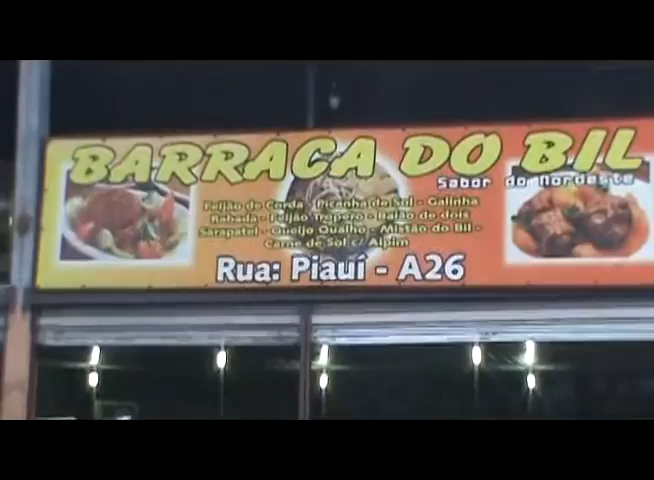 BARRACA DO BIL
Sabor do Nordeste
Feijão de Corda - Picanha de Sol - Galinha
Rabada - Feijão Tropero - Baião de dois
Sarapatel - Queijo Qualho - Mistão do Bil -
Carne de Sol c/ Aipim
Rua: Piauí - A26